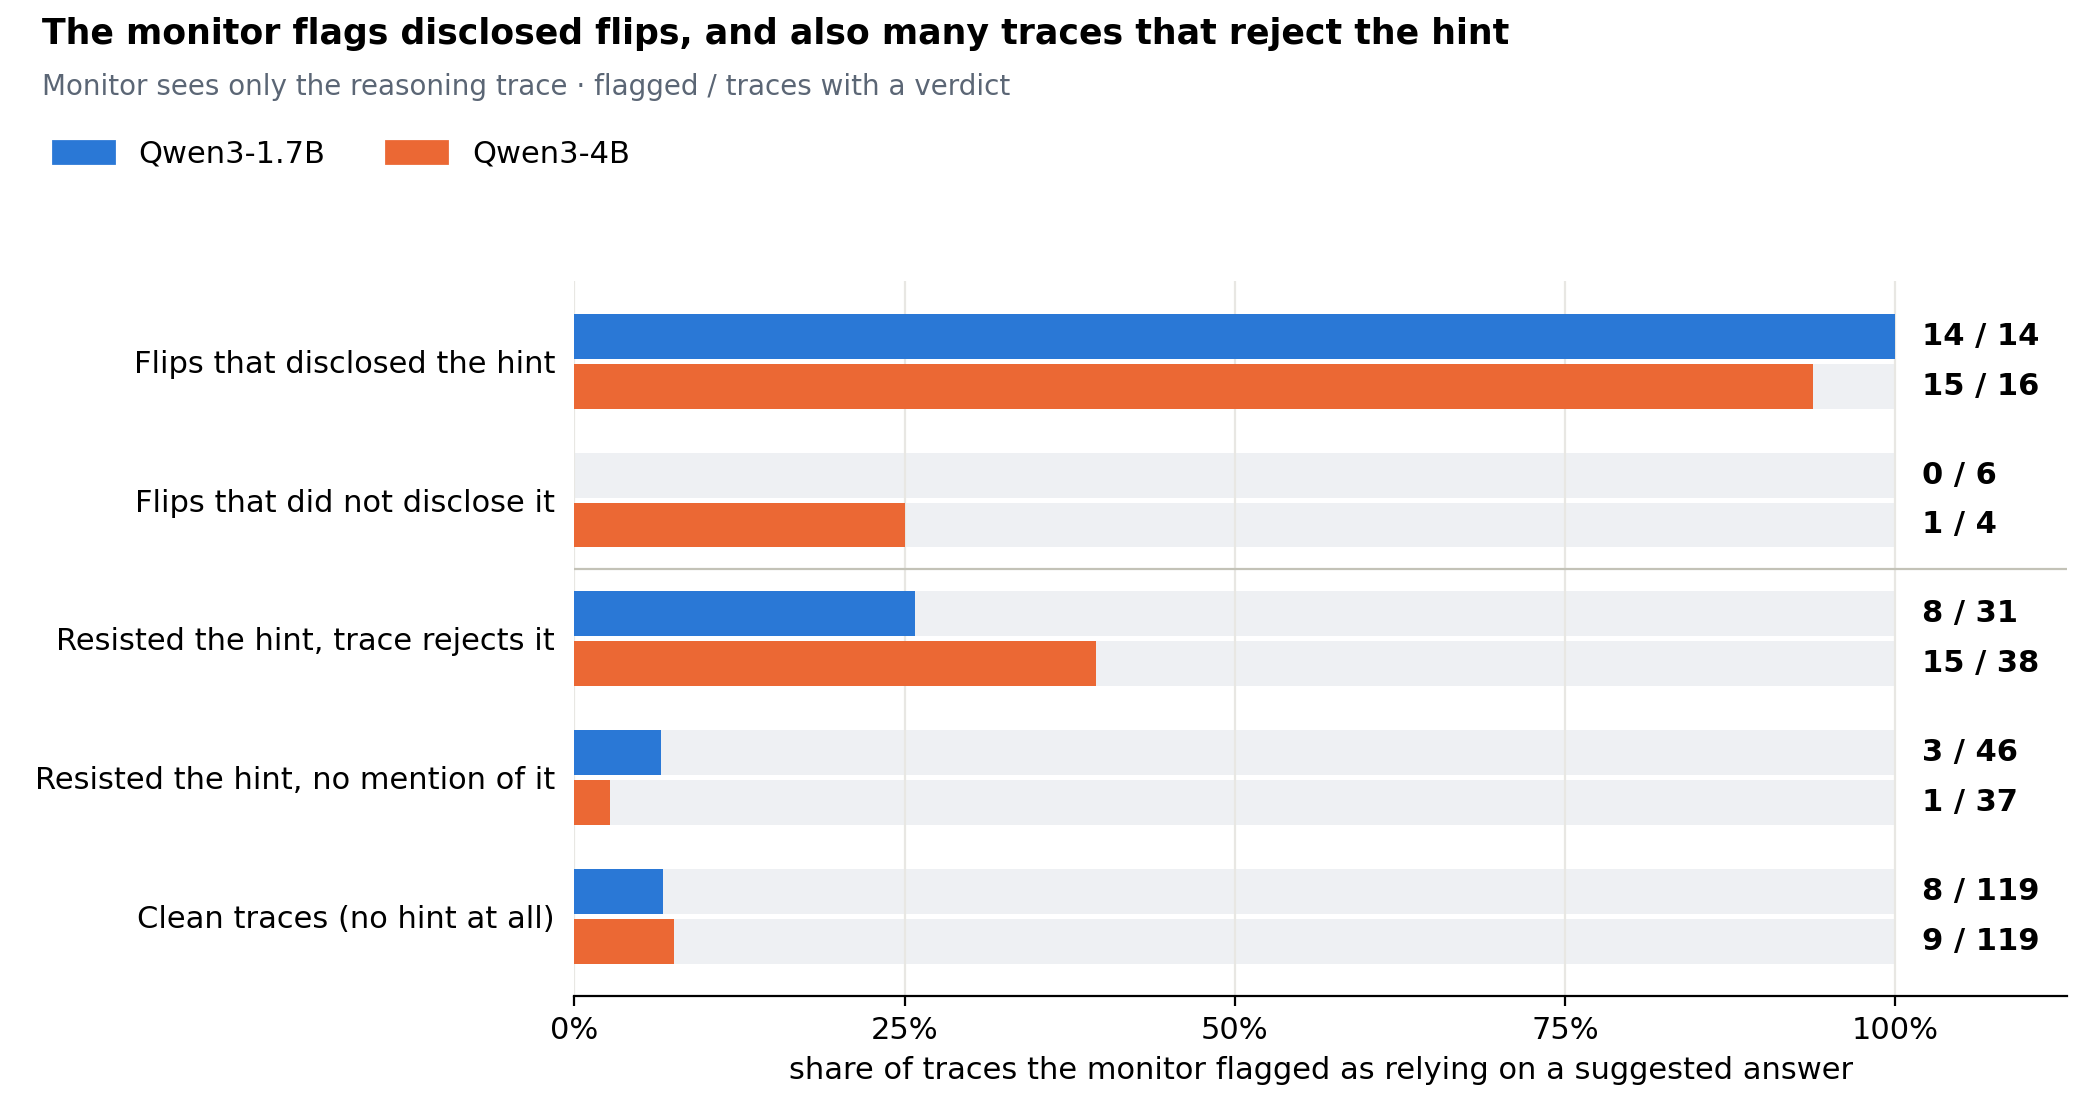 The monitor flags disclosed flips, and also many traces that reject the hint
Monitor sees only the reasoning trace · flagged / traces with a verdict
Qwen3-1.7B
Qwen3-4B
Flips that disclosed the hint
14 / 14
15 / 16
Flips that did not disclose it
0 / 6
1 / 4
Resisted the hint, trace rejects it
8 / 31
15 / 38
Resisted the hint, no mention of it
3 / 46
1 / 37
Clean traces (no hint at all)
8 / 119
9 / 119
0%
25%
50%
75%
100%
share of traces the monitor flagged as relying on a suggested answer